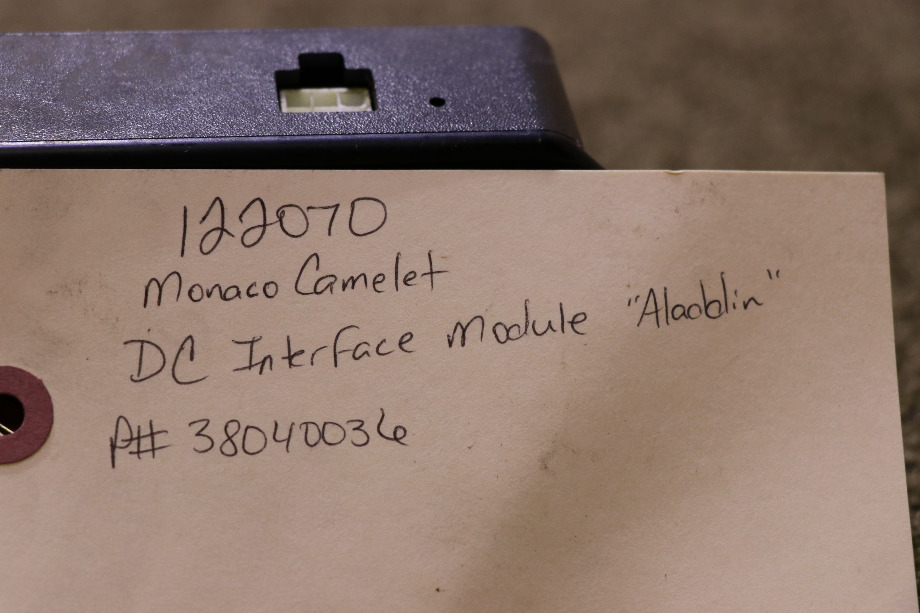 122070
Monaco Camelet
DC Interface Module "Aladdin"
P# 38040036